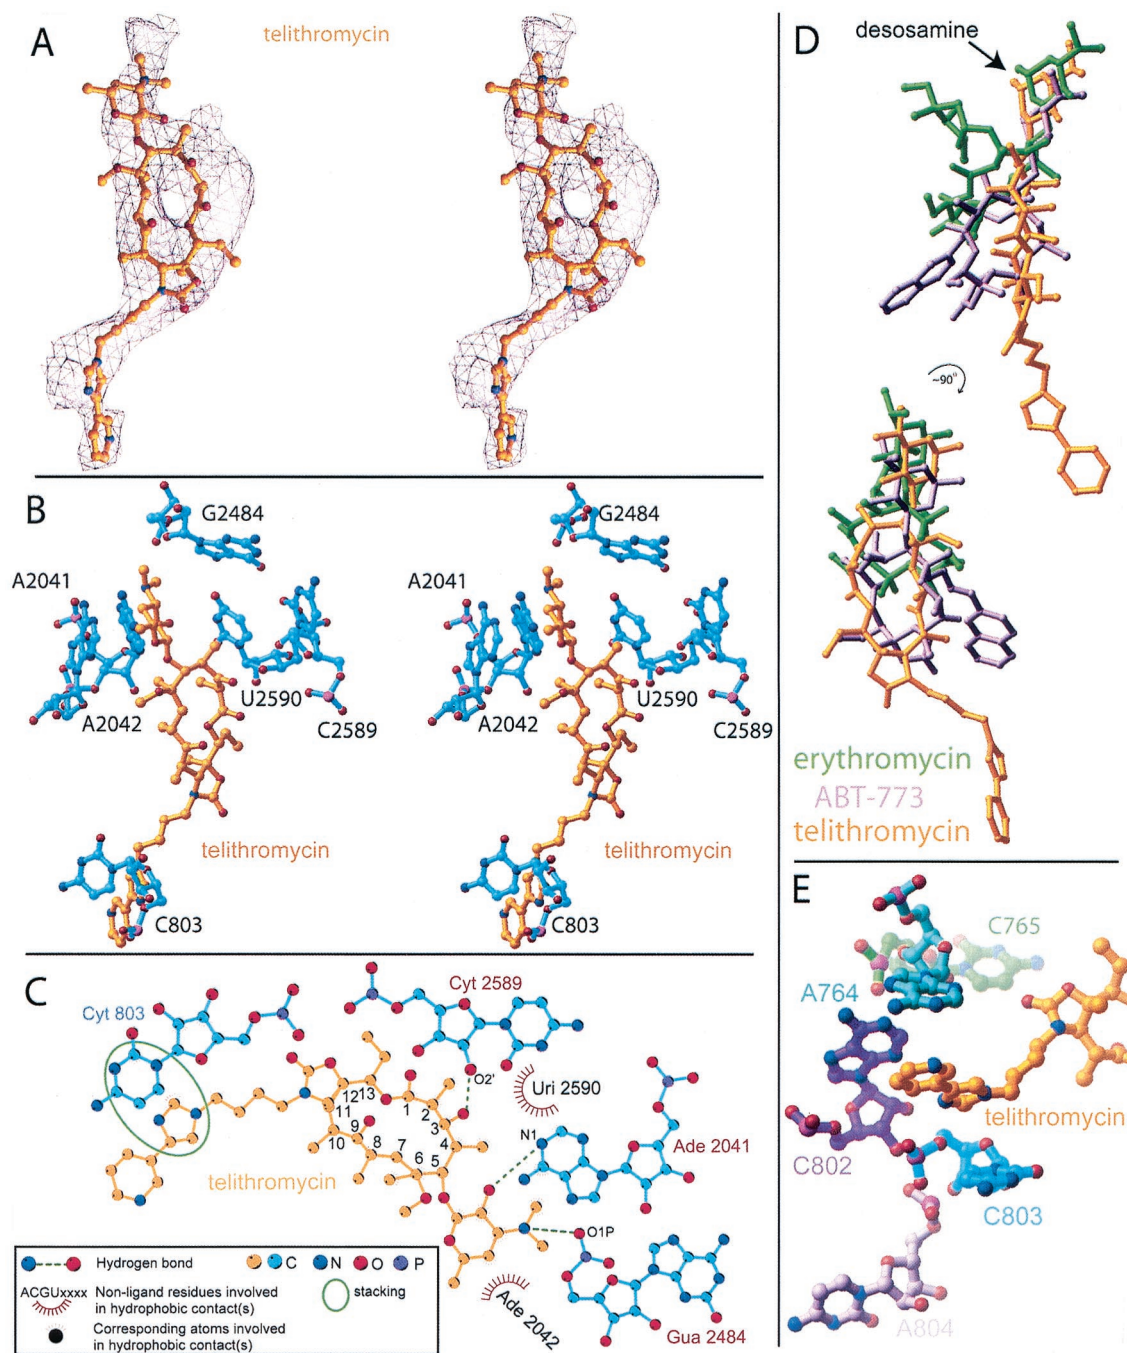 A
telithromycin
B
G2484
G2484
A2041
A2041
A2042
A2042
U2590
U2590
C2589
C2589
telithromycin
telithromycin
C803
C803
C
Cyt 803
Cyt 2589
O2'
Uri 2590
N1
Ade 2041
12
13
11
1
2
3
4
5
6
7
8
9
10
telithromycin
O1P
Ade 2042
Gua 2484
Hydrogen bond
C N O P
ACGUxxxx Non-ligand residues involved
in hydrophobic contact(s)
stacking
Corresponding atoms involved
in hydrophobic contact(s)
D
desosamine
~90°
erythromycin
ABT-773
telithromycin
E
C765
A764
telithromycin
C802
C803
A804